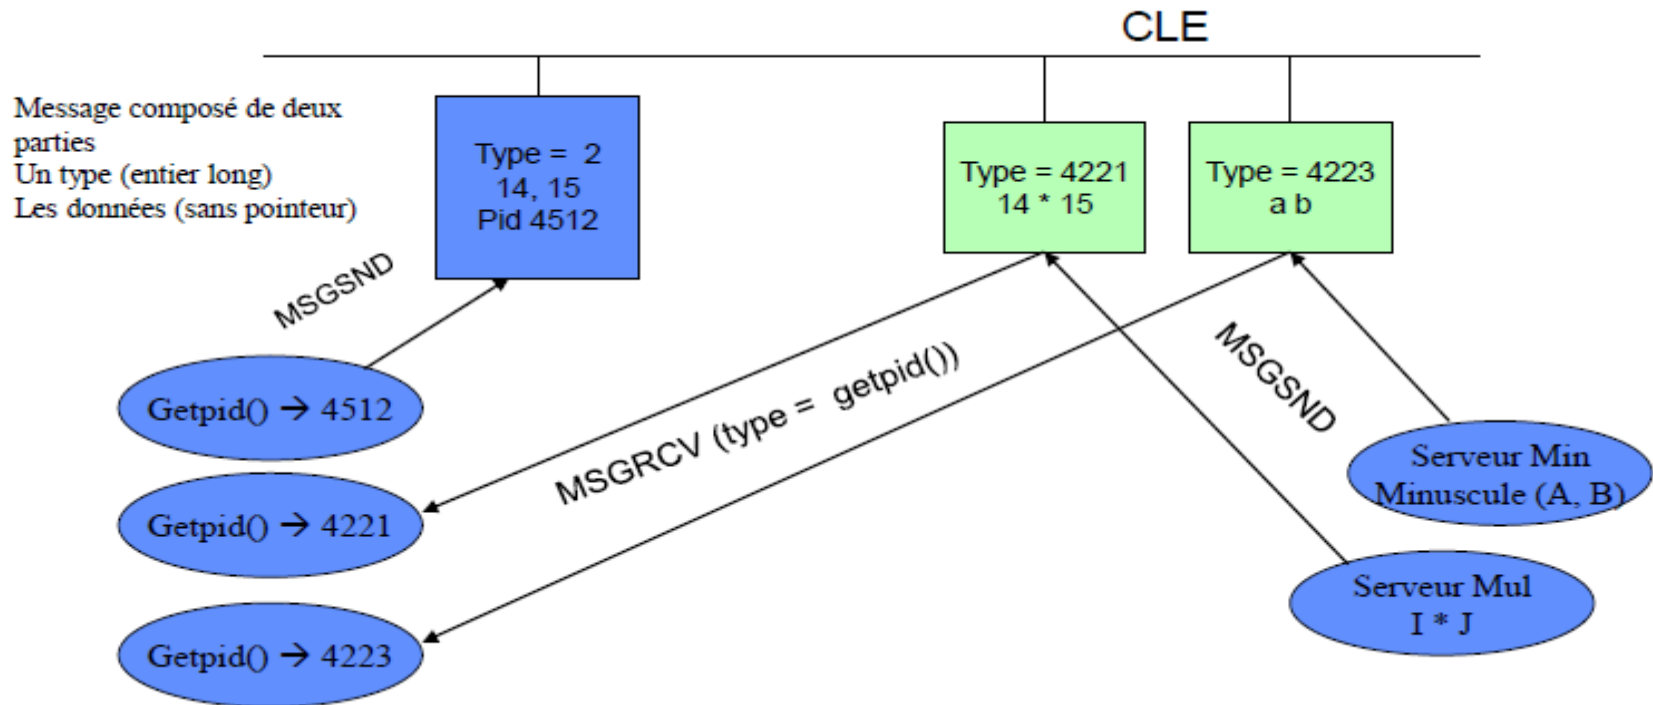 CLE
Message composé de deux
parties
Un type (entier long)
Les données (sans pointeur)
Type = 2
14, 15
Pid 4512
Type = 4221
14 * 15
Type = 4223
a b
MSGSND
MSGRCV (type = getpid())
MSGSND
Getpid() → 4512
Getpid() → 4221
Getpid() → 4223
Serveur Min
Minuscule (A, B)
Serveur Mul
I * J